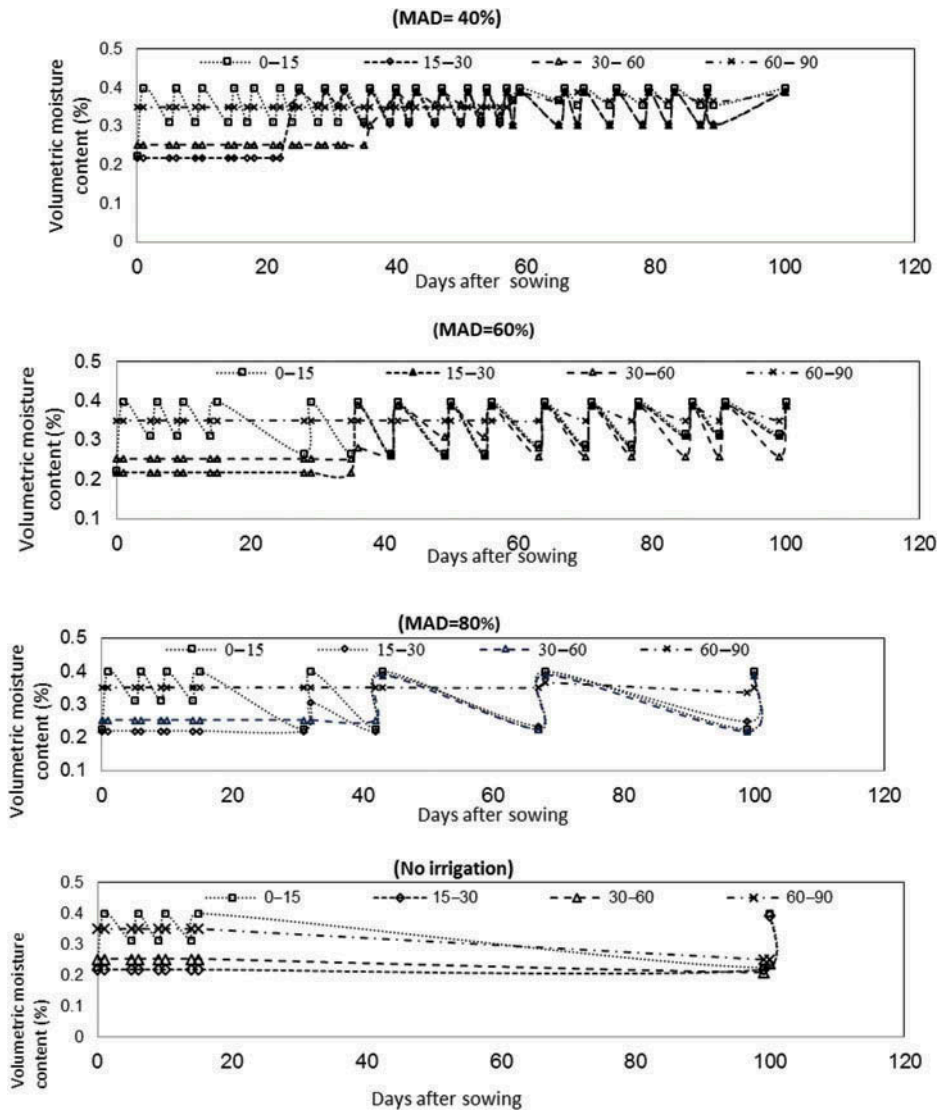 (MAD= 40%)
Volumetric moisture
content (%)
0.5
0.4
0.3
0.2
0.1
0
0–15
15–30
30–60
60– 90
0 20 40 60 80 100 120
Days after sowing
(MAD=60%)
Volumetric moisture
content (%)
0.5
0.4
0.3
0.2
0.1
0–15
15–30
30–60
60–90
0 20 40 60 80 100 120
Days after sowing
(MAD=80%)
Volumetric moisture
content (%)
0.5
0.4
0.3
0.2
0.1
0–15
15–30
30–60
60–90
0 20 40 60 80 100 120
Days after sowing
(No irrigation)
Volumetric moisture
content (%)
0.5
0.4
0.3
0.2
0.1
0
0–15
15–30
30–60
60–90
0 20 40 60 80 100 120
Days after sowing